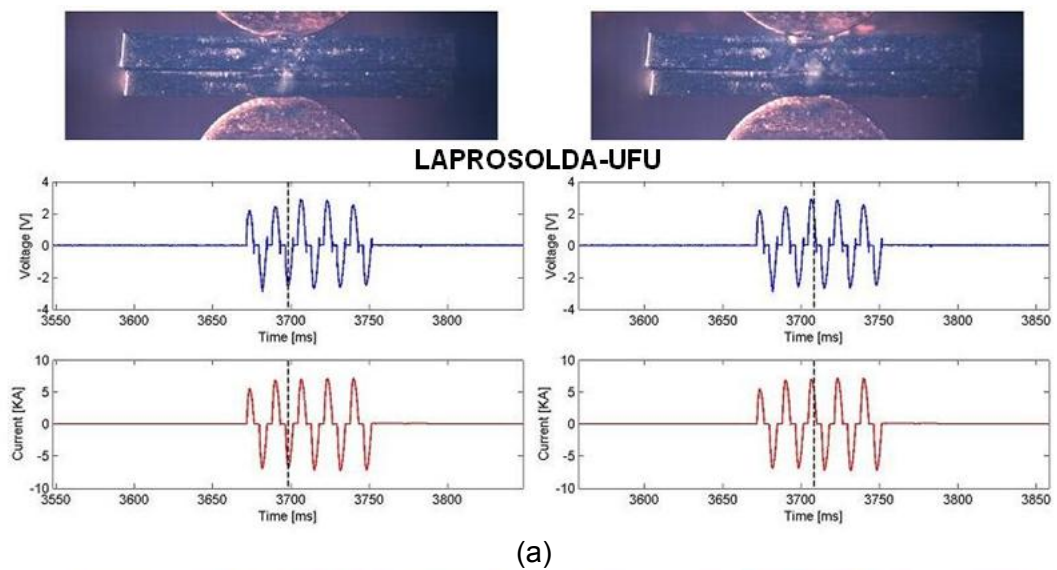 LAPROSOLDA-UFU
4
2
0
-2
-4
Voltage [V]
3550 3600 3650 3700 3750 3800
Time [ms]
4
2
0
-2
-4
Voltage [V]
3600 3650 3700 3750 3800 3850
Time [ms]
10
5
0
-5
-10
Current [KA]
3550 3600 3650 3700 3750 3800
Time [ms]
10
5
0
-5
-10
Current [KA]
3600 3650 3700 3750 3800 3850
Time [ms]
(a)